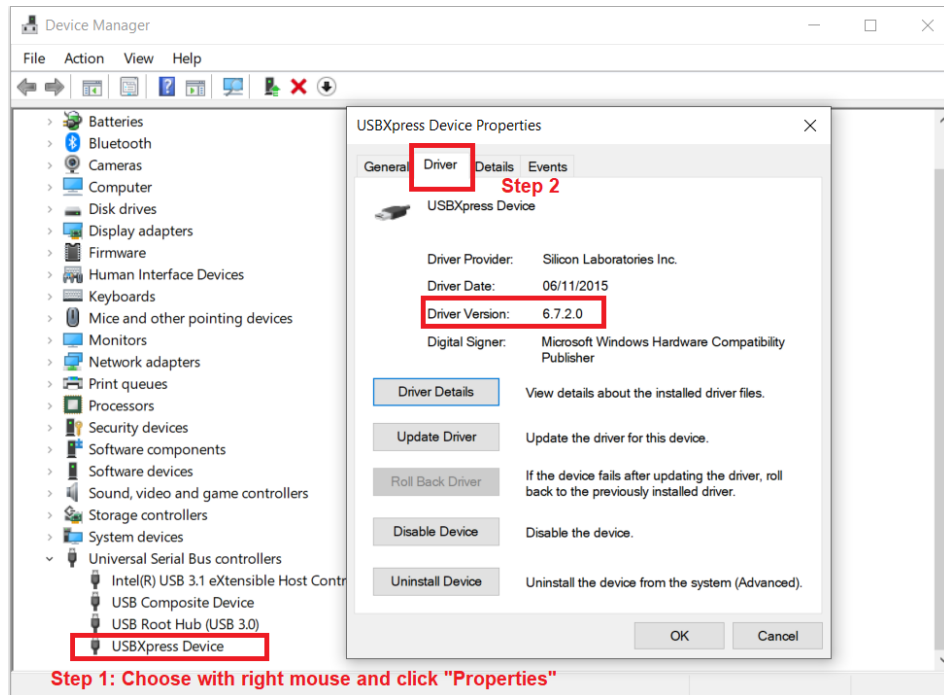 Device Manager
File Action View Help
Batteries
Bluetooth
Cameras
Computer
Disk drives
Display adapters
Firmware
Human Interface Devices
Keyboards
Mice and other pointing devices
Monitors
Network adapters
Print queues
Processors
Security devices
Software components
Software devices
Sound, video and game controllers
Storage controllers
System devices
Universal Serial Bus controllers
Intel(R) USB 3.1 eXtensible Host Contr
USB Composite Device
USB Root Hub (USB 3.0)
USBXpress Device
Step 1: Choose with right mouse and click "Properties"
USBXpress Device Properties
General Driver Details Events
Step 2
USBXpress Device
Driver Provider: Silicon Laboratories Inc.
Driver Date: 06/11/2015
Driver Version: 6.7.2.0
Digital Signer: Microsoft Windows Hardware Compatibility
Publisher
Driver Details View details about the installed driver files.
Update Driver Update the driver for this device.
Roll Back Driver If the device fails after updating the driver, roll
back to the previously installed driver.
Disable Device Disable the device.
Uninstall Device Uninstall the device from the system (Advanced).
OK Cancel